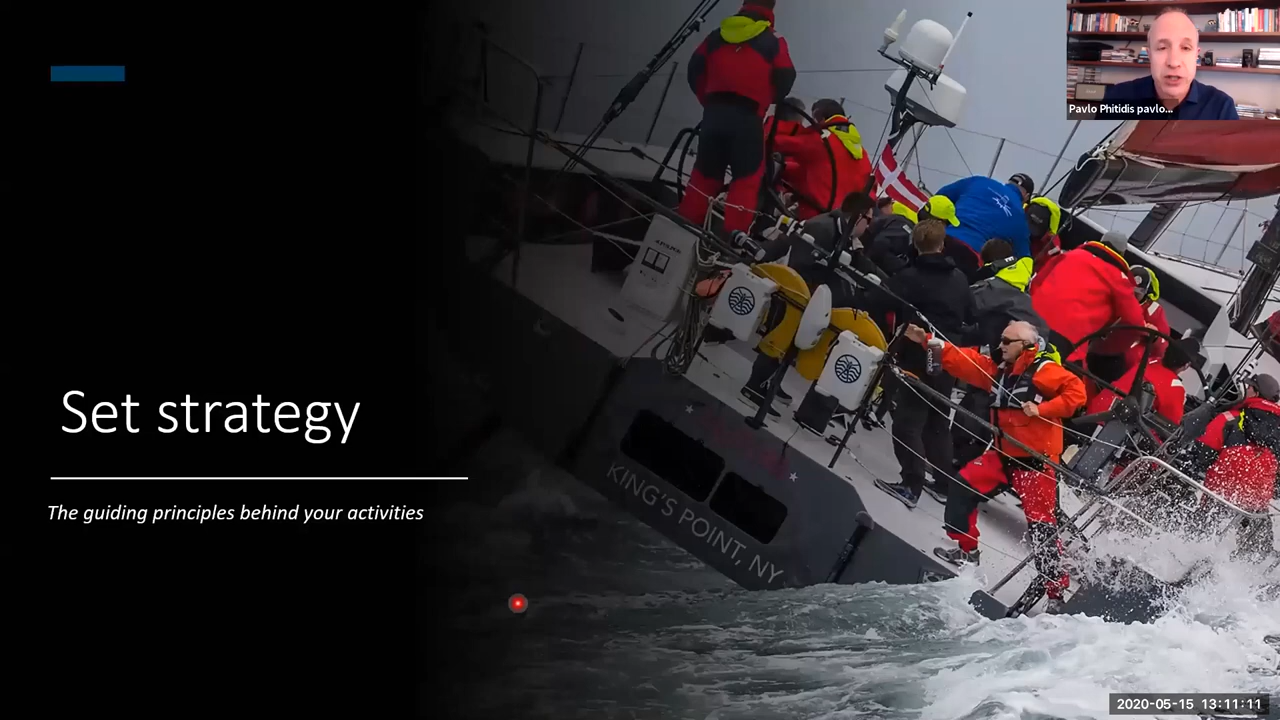 Pavlo Phitidis pavlo...
Set strategy
The guiding principles behind your activities
KING'S POINT, NY
2020-05-15 13:11:11